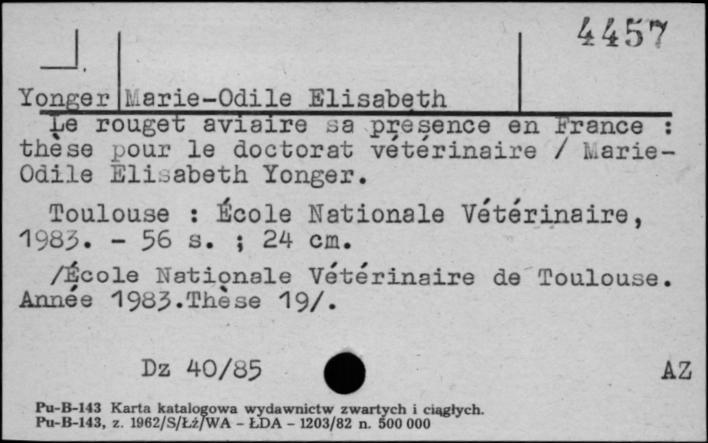 4457
Yonger Marie-Odile Elisabeth
Le rouget aviaire sa présence en France :
thèse pour le doctorat vétérinaire / Marie-
Odile Elisabeth Yonger.
Toulouse : École Nationale Vétérinaire,
1983. - 56 s. ; 24 cm.
/École Nationale Vétérinaire de Toulouse.
Année 1983.Thèse 19/.
Dz 40/85
AZ
Pu-B-143 Karta katalogowa wydawnictw zwartych i ciągłych.
Pu-B-143, z. 1962/S/Łż/WA - ŁDA - 1203/82 n. 500 000